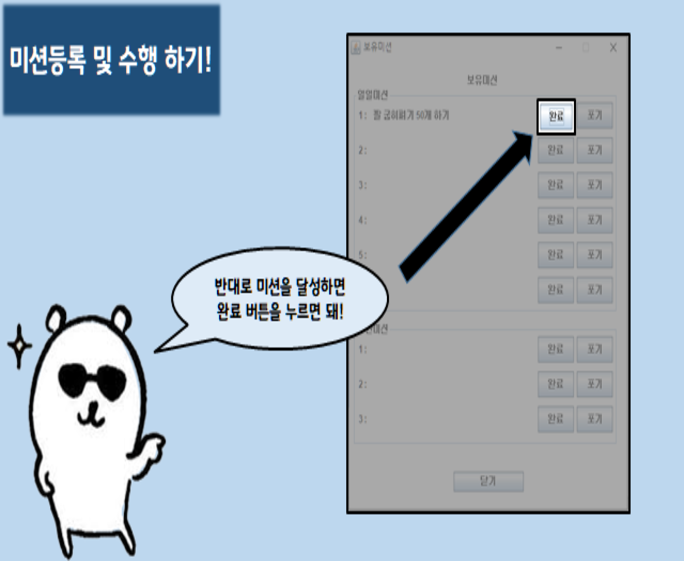 미션등록 및 수행 하기!
보유미션
보유미션
일일미션
1: 팔 굽혀펴기 50개 하기 완료 포기
2: 완료 포기
3: 완료 포기
4: 완료 포기
5: 완료 포기
완료 포기
반대로 미션을 달성하면
완료 버튼을 누르면 돼!
미션
1: 완료 포기
2: 완료 포기
3: 완료 포기
닫기